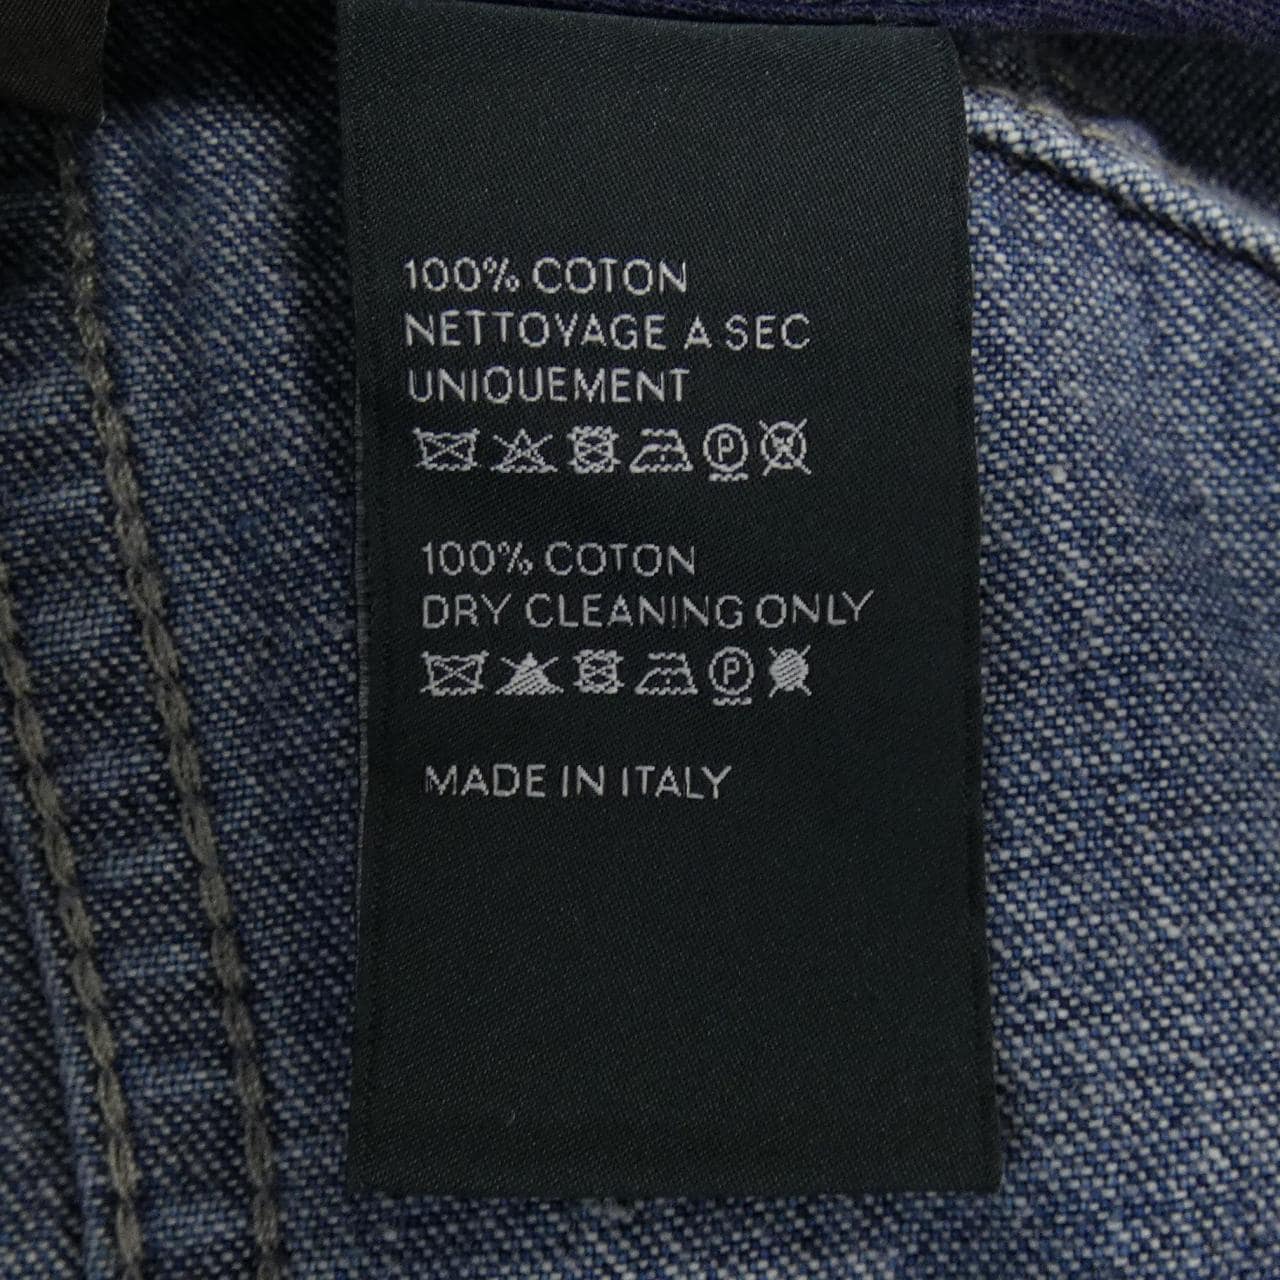 100% COTON
NETTOYAGE A SEC
UNIQUEMENT
P W
100% COTON
DRY CLEANING ONLY
P
MADE IN ITALY